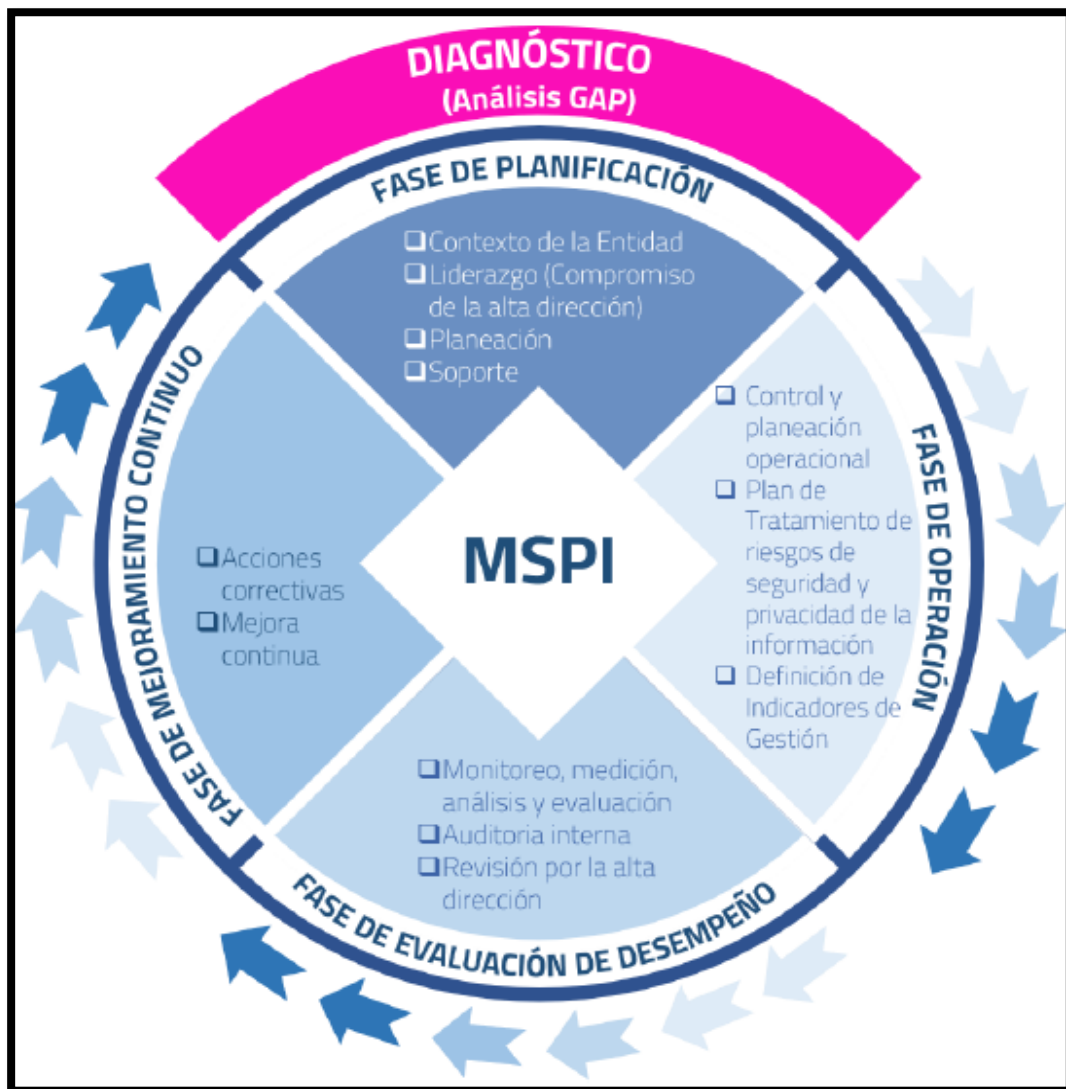 DIAGNÓSTICO
(Análisis GAP)
FASE DE PLANIFICACIÓN
❑Contexto de la Entidad
❑Liderazgo (Compromiso
de la alta dirección)
❑Planeación
❑Soporte
FASE DE OPERACIÓN
❑ Control y
planeación
operacional
❑ Plan de
Tratamiento de
riesgos de
seguridad y
privacidad de la
información
❑ Definición de
Indicadores de
Gestión
FASE DE EVALUACIÓN DE DESEMPEÑO
❑Monitoreo, medición,
análisis y evaluación
❑Auditoria interna
❑Revisión por la alta
dirección
FASE DE MEJORAMIENTO CONTINUO
❑Acciones
correctivas
❑Mejora
continua
MSPI